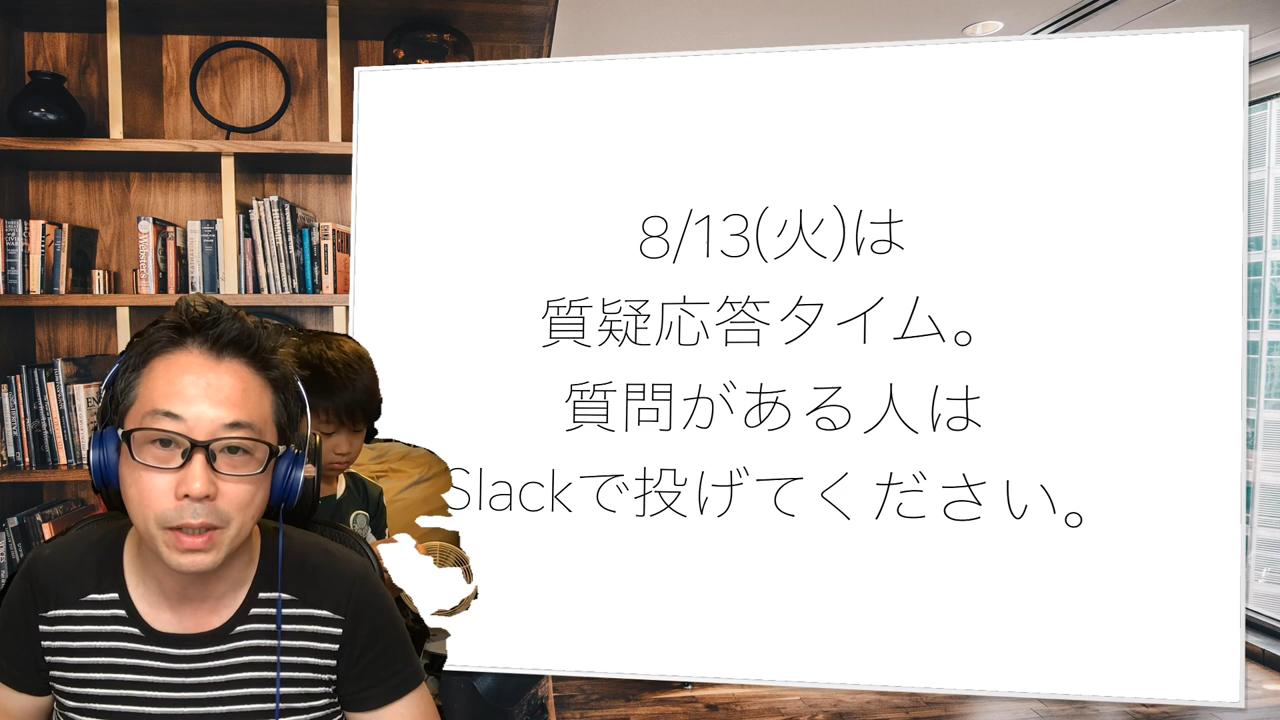 8/13(火)は
質疑応答タイム。
質問がある人は
Slackで投げてください。
Webster's